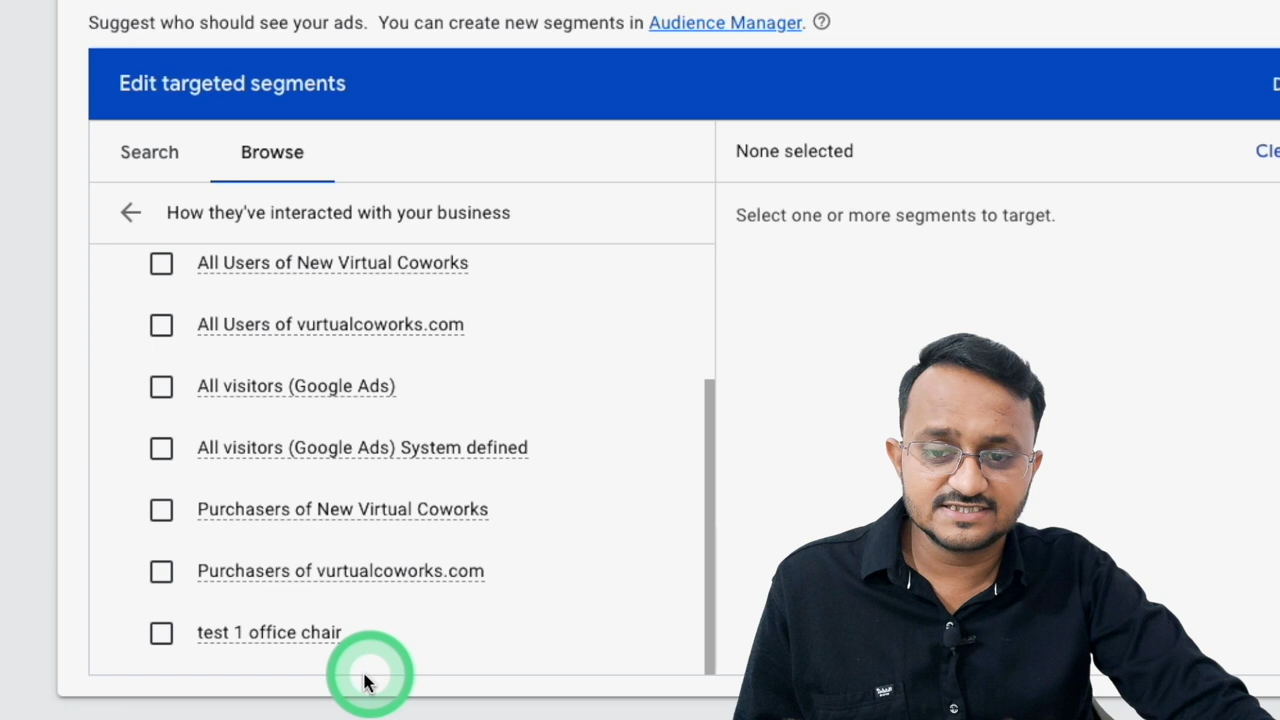 Suggest who should see your ads. You can create new segments in Audience Manager.
Edit targeted segments
Search
Browse
None selected
Cle
How they've interacted with your business
Select one or more segments to target.
All Users of New Virtual Coworks
All Users of vurtualcoworks.com
All visitors (Google Ads)
All visitors (Google Ads) System defined
Purchasers of New Virtual Coworks
Purchasers of vurtualcoworks.com
test 1 office chair